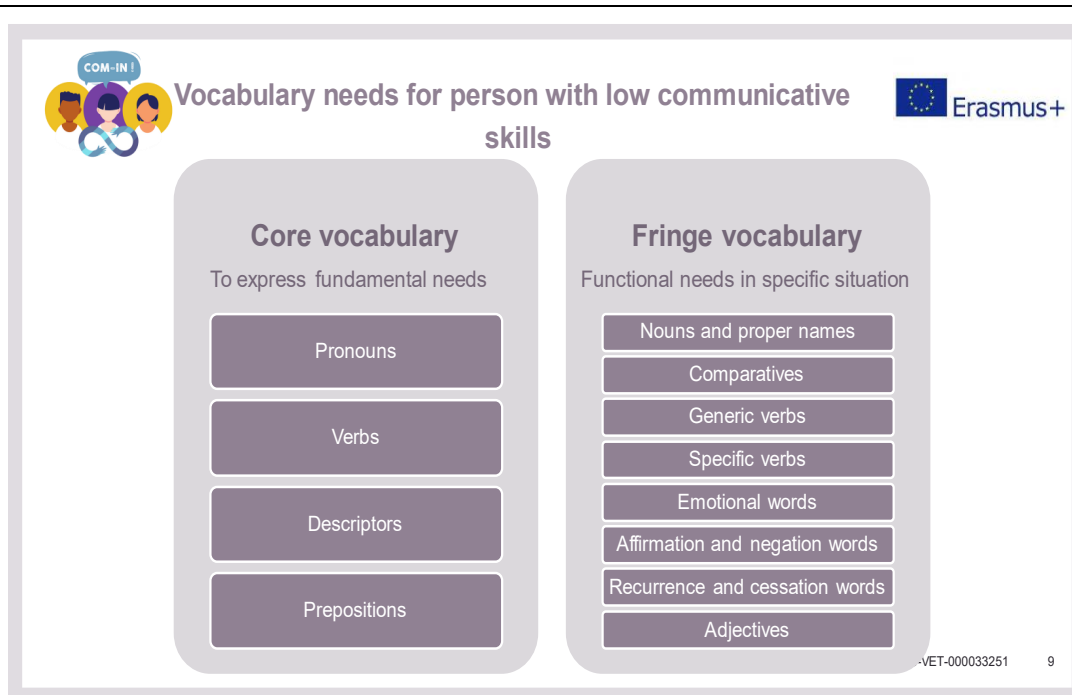 COM-IN !
Vocabulary needs for person with low communicative
skills
Erasmus+
Core vocabulary
To express fundamental needs
Pronouns
Verbs
Descriptors
Prepositions
Fringe vocabulary
Functional needs in specific situation
Nouns and proper names
Comparatives
Generic verbs
Specific verbs
Emotional words
Affirmation and negation words
Recurrence and cessation words
Adjectives
-VET-000033251
9